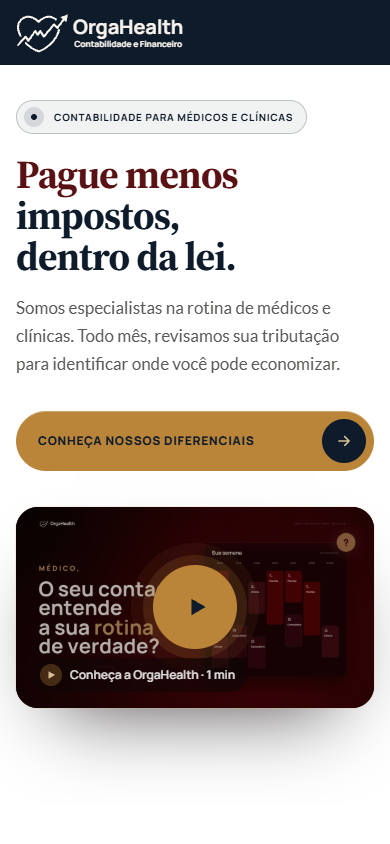 OrgaHealth
Contabilidade e Financeiro
CONTABILIDADE PARA MÉDICOS E CLÍNICAS
Pague menos
impostos,
dentro da lei.
Somos especialistas na rotina de médicos e
clínicas. Todo mês, revisamos sua tributação
para identificar onde você pode economizar.
CONHEÇA NOSSOS DIFERENCIAIS
OrgaHealth
Sua semana
?
MÉDICO,
O seu conta
entende
a sua rotina
de verdade?
Conheça a OrgaHealth · 1 min